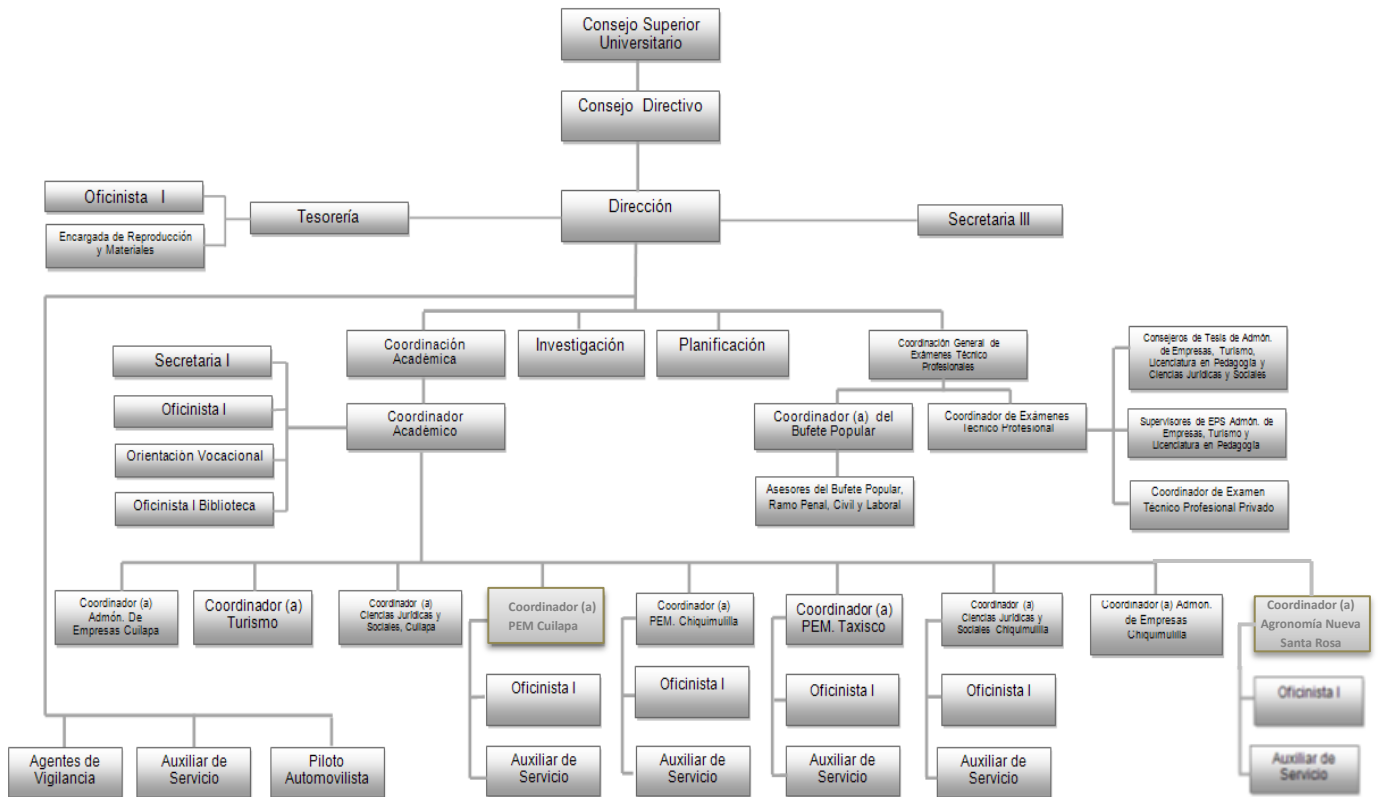 Consejo Superior
Universitario
Consejo Directivo
Dirección
Oficinista I
Tesorería
Encargada de Reproducción
y Materiales
Secretaria III
Coordinación
Académica
Investigación
Planificación
Coordinación General de
Exámenes Técnico
Profesionales
Consejeros de Tesis de Admón.
de Empresas, Turismo,
Licenciatura en Pedagogía y
Ciencias Jurídicas y Sociales
Secretaria I
Oficinista I
Orientación Vocacional
Oficinista I Biblioteca
Coordinador
Académico
Coordinador (a) del
Bufete Popular
Coordinador de Exámenes
Técnico Profesional
Supervisores de EPS Admón. de
Empresas, Turismo y
Licenciatura en Pedagogía
Asesores del Bufete Popular,
Ramo Penal, Civil y Laboral
Coordinador de Examen
Técnico Profesional Privado
Coordinador (a)
Admón. De
Empresas Cuilapa
Coordinador (a)
Turismo
Coordinador (a)
Ciencias Jurídicas y
Sociales, Cuilapa
Coordinador (a)
PEM Cuilapa
Coordinador (a)
PEM. Chiquimulilla
Coordinador (a)
PEM. Taxisco
Coordinador (a)
Ciencias Jurídicas y
Sociales Chiquimulilla
Coordinador (a) Admon.
de Empresas
Chiquimulilla
Coordinador (a)
Agronomía Nueva
Santa Rosa
Oficinista I
Oficinista I
Oficinista I
Oficinista I
Oficinista I
Agentes de
Vigilancia
Auxiliar de
Servicio
Piloto
Automovilista
Auxiliar de
Servicio
Auxiliar de
Servicio
Auxiliar de
Servicio
Auxiliar de
Servicio
Auxiliar de
Servicio